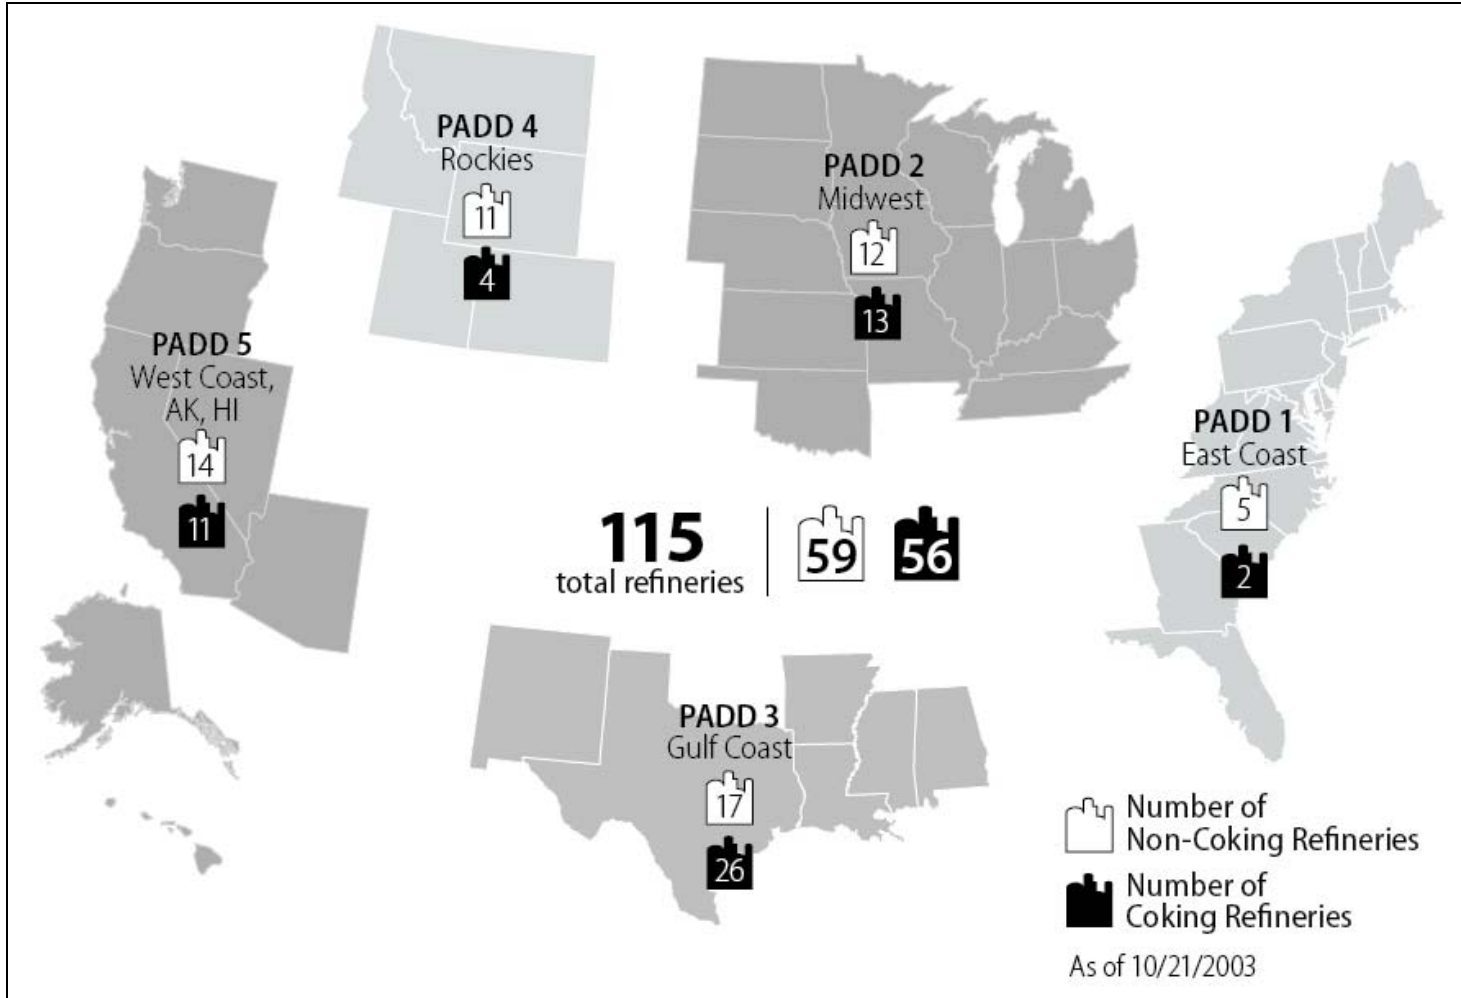 PADD 4
Rockies
11
4
PADD 2
Midwest
12
13
PADD 5
West Coast,
AK, HI
14
11
PADD 1
East Coast
5
2
115
total refineries
59
56
PADD 3
Gulf Coast
17
26
Number of
Non-Coking Refineries
Number of
Coking Refineries
As of 10/21/2003